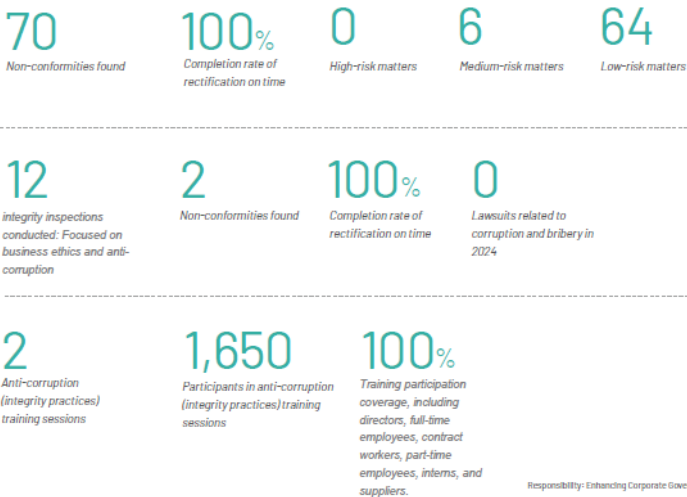 70
Non-conformities found
100%
Completion rate of
rectification on time
0
High-risk matters
6
Medium-risk matters
64
Low-risk matters
12
integrity inspections
conducted: Focused on
business ethics and anti-
corruption
2
Non-conformities found
100%
Completion rate of
rectification on time
0
Lawsuits related to
corruption and bribery in
2024
2
Anti-corruption
(integrity practices)
training sessions
1,650
Participants in anti-corruption
(integrity practices) training
sessions
100%
Training participation
coverage, including
directors, full-time
employees, contract
workers, part-time
employees, interns, and
suppliers.
Responsibility: Enhancing Corporate Gove